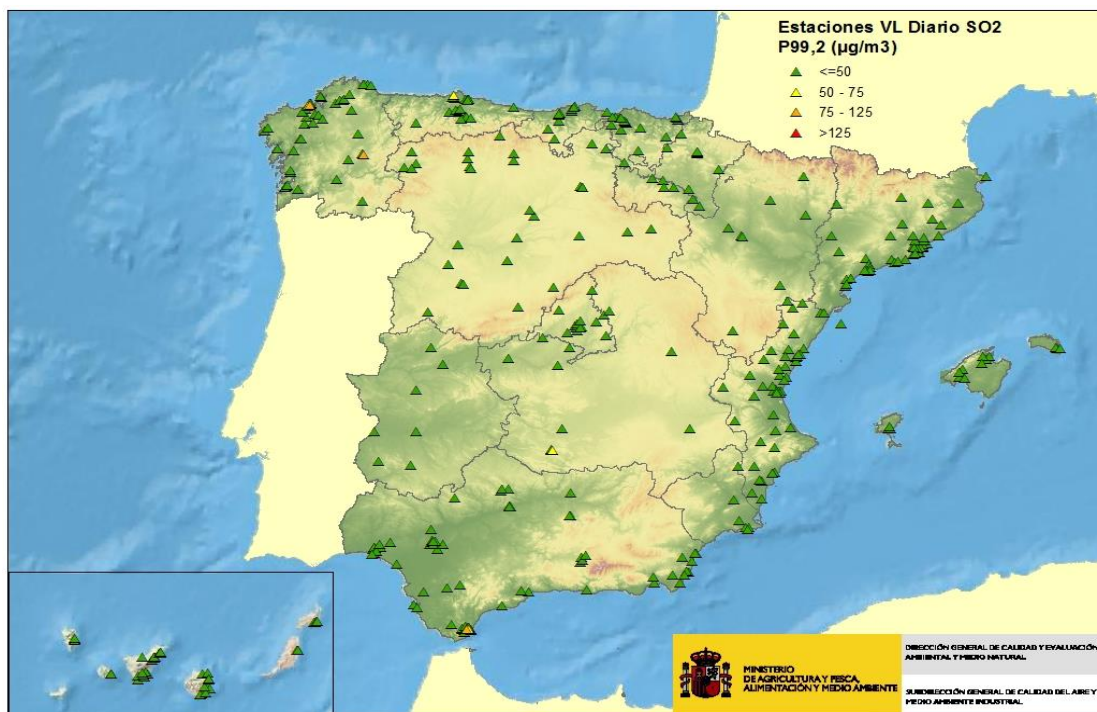 Estaciones VL Diario SO2
P99,2 (µg/m3)
<=50
50 - 75
75 - 125
>125
MINISTERIO
DE AGRICULTURA Y PESCA,
ALIMENTACIÓN Y MEDIO AMBIENTE
DIRECCIÓN GENERAL DE CALIDAD Y EVALUACIÓN
AMBIENTAL Y MEDIO NATURAL
SUBDIRECCIÓN GENERAL DE CALIDAD DEL AIRE Y
MEDIO AMBIENTE INDUSTRIAL